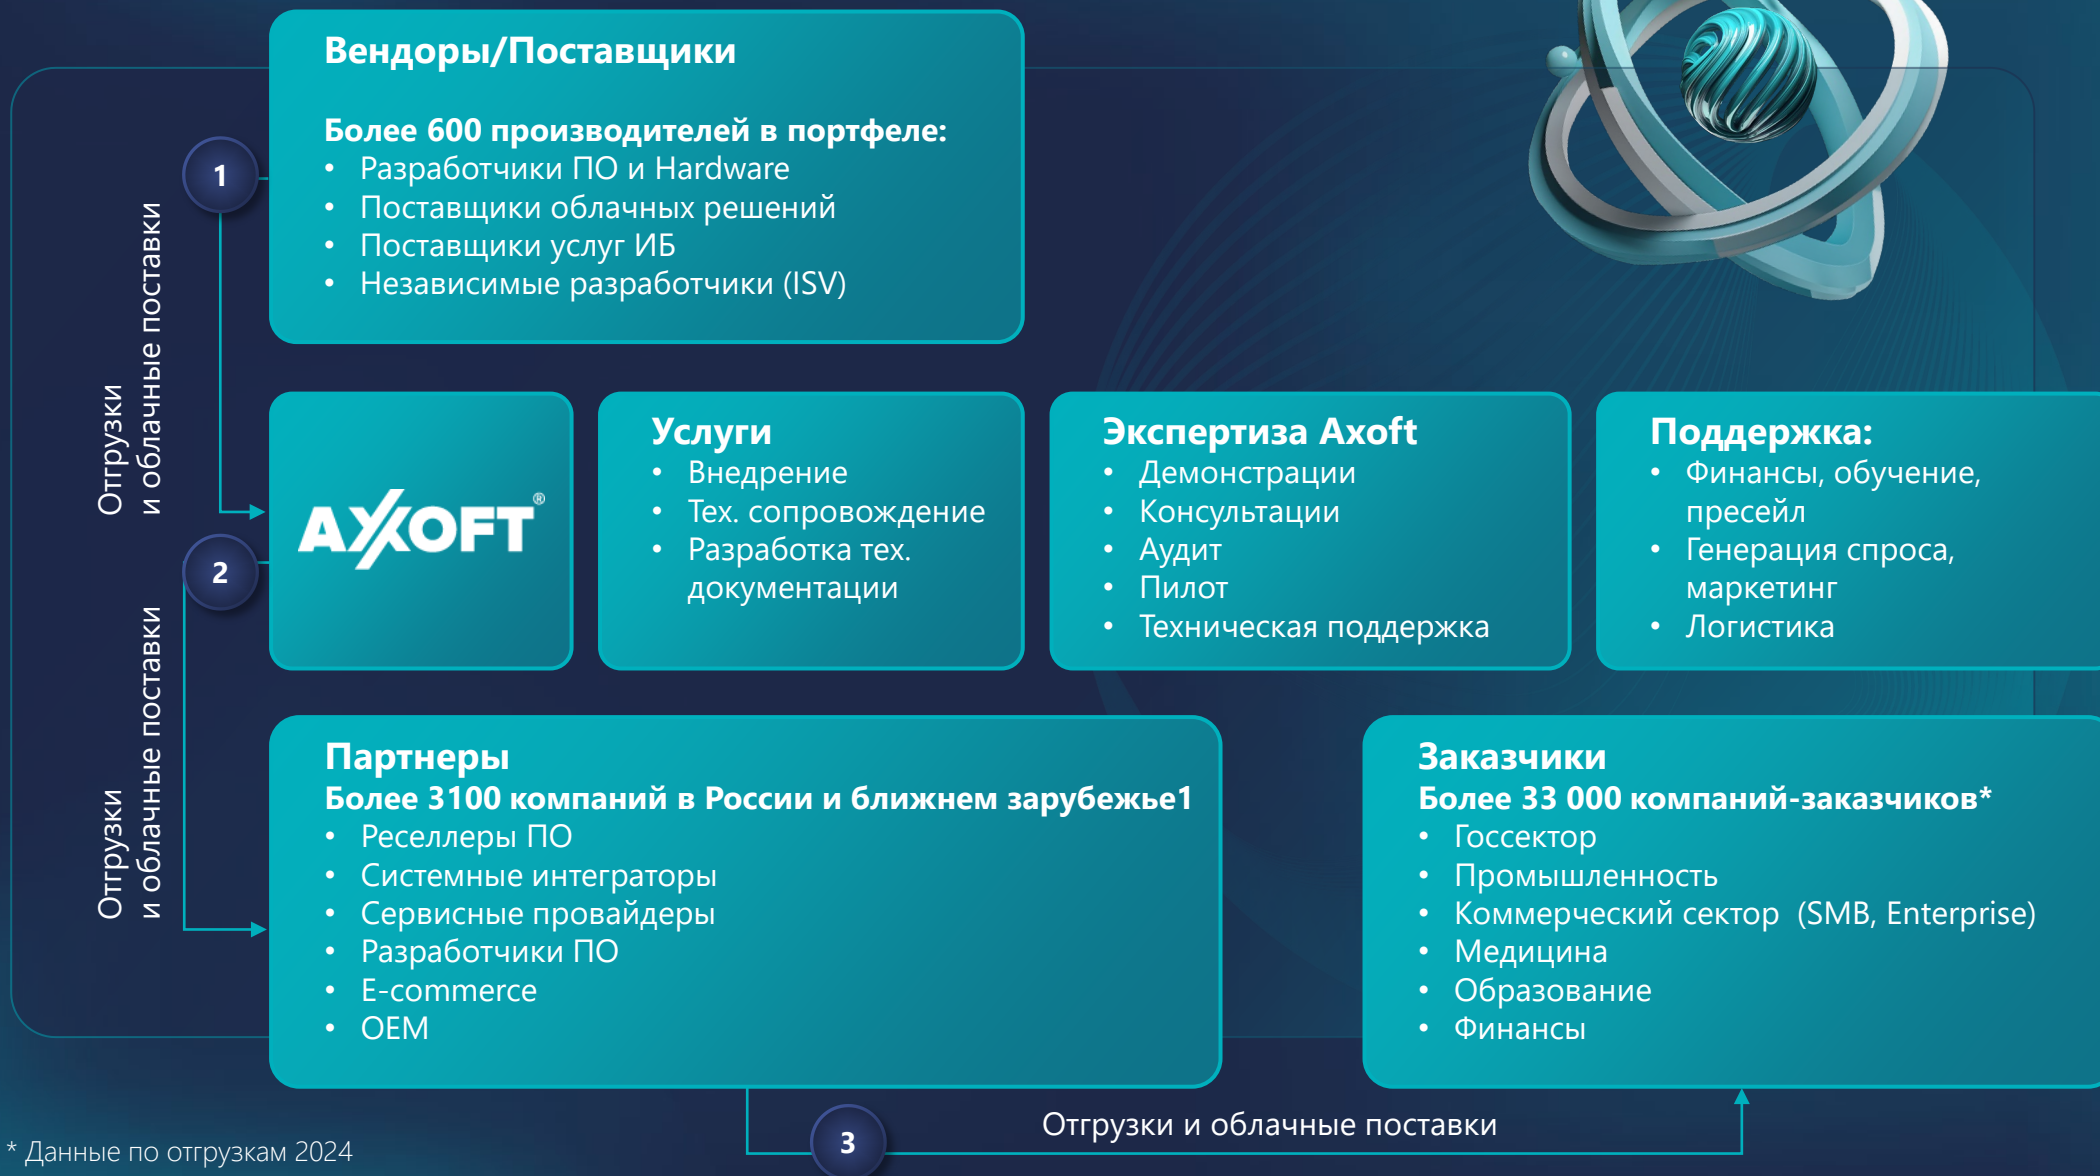 Вендоры/Поставщики
Более 600 производителей в портфеле:
• Разработчики ПО и Hardware
• Поставщики облачных решений
• Поставщики услуг ИБ
• Независимые разработчики (ISV)
1
Отгрузки
и облачные поставки
AXOFT®
Услуги
• Внедрение
• Тех. сопровождение
• Разработка тех.
документации
Экспертиза Axoft
• Демонстрации
• Консультации
• Аудит
• Пилот
• Техническая поддержка
Поддержка:
• Финансы, обучение,
пресейл
• Генерация спроса,
маркетинг
• Логистика
2
Отгрузки
и облачные поставки
Партнеры
Более 3100 компаний в России и ближнем зарубежье1
• Реселлеры ПО
• Системные интеграторы
• Сервисные провайдеры
• Разработчики ПО
• E-commerce
• OEM
Заказчики
Более 33 000 компаний-заказчиков*
• Госсектор
• Промышленность
• Коммерческий сектор (SMB, Enterprise)
• Медицина
• Образование
• Финансы
3
Отгрузки и облачные поставки
* Данные по отгрузкам 2024